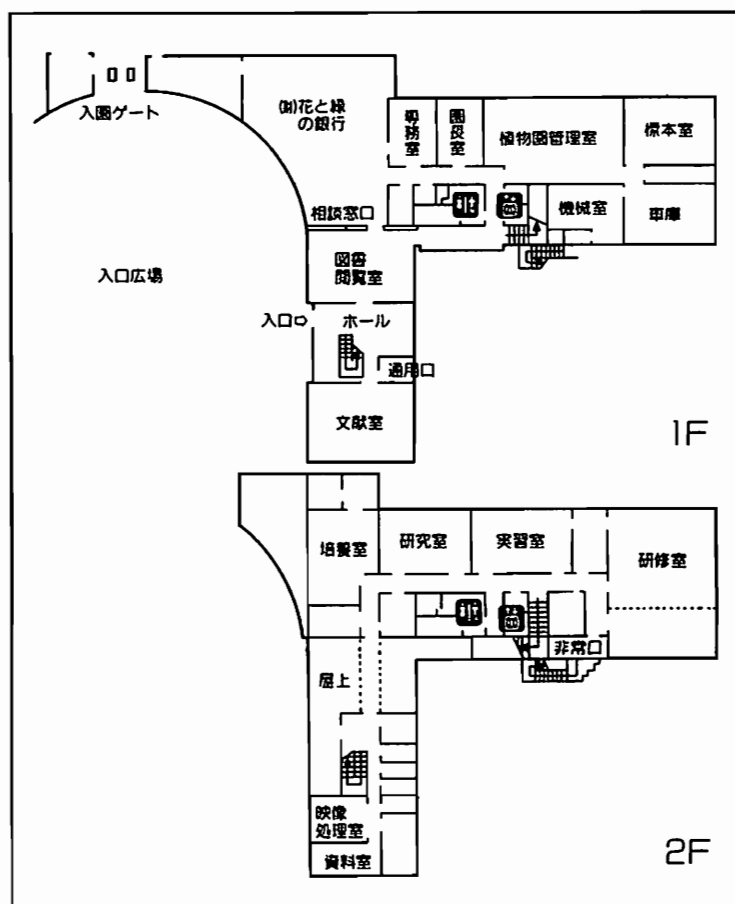 入園ゲート
㈶花と緑
の銀行
専務室
園長室
植物園管理室
標本室
相談窓口
機械室
車庫
図書
閲覧室
入口広場
入口⇨
ホール
通用口
文献室
1F
培養室
研究室
実習室
研修室
非常口
屋上
映像
処理室
資料室
2F